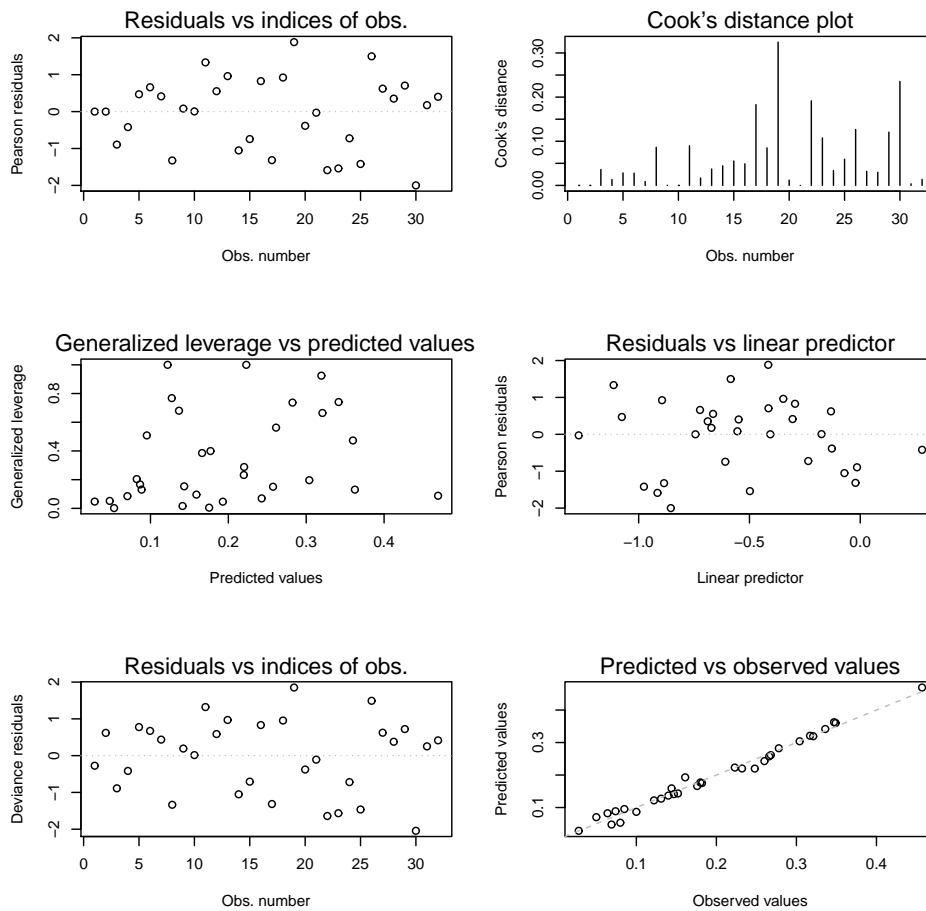 Residuals vs indices of obs.
Pearson residuals
2
1
0
−1
−2
0 5 10 15 20 25 30
Obs. number
Cook's distance plot
Cook's distance
0.30
0.10
0.00
0 5 10 15 20 25 30
Obs. number
Generalized leverage vs predicted values
Generalized leverage
0.8
0.4
0.0
0.1 0.2 0.3 0.4
Predicted values
Residuals vs linear predictor
Pearson residuals
2
1
0
−1
−2
−1.0 −0.5 0.0
Linear predictor
Residuals vs indices of obs.
Deviance residuals
2
1
0
−1
−2
0 5 10 15 20 25 30
Obs. number
Predicted vs observed values
Predicted values
0.3
0.1
0.1 0.2 0.3 0.4
Observed values